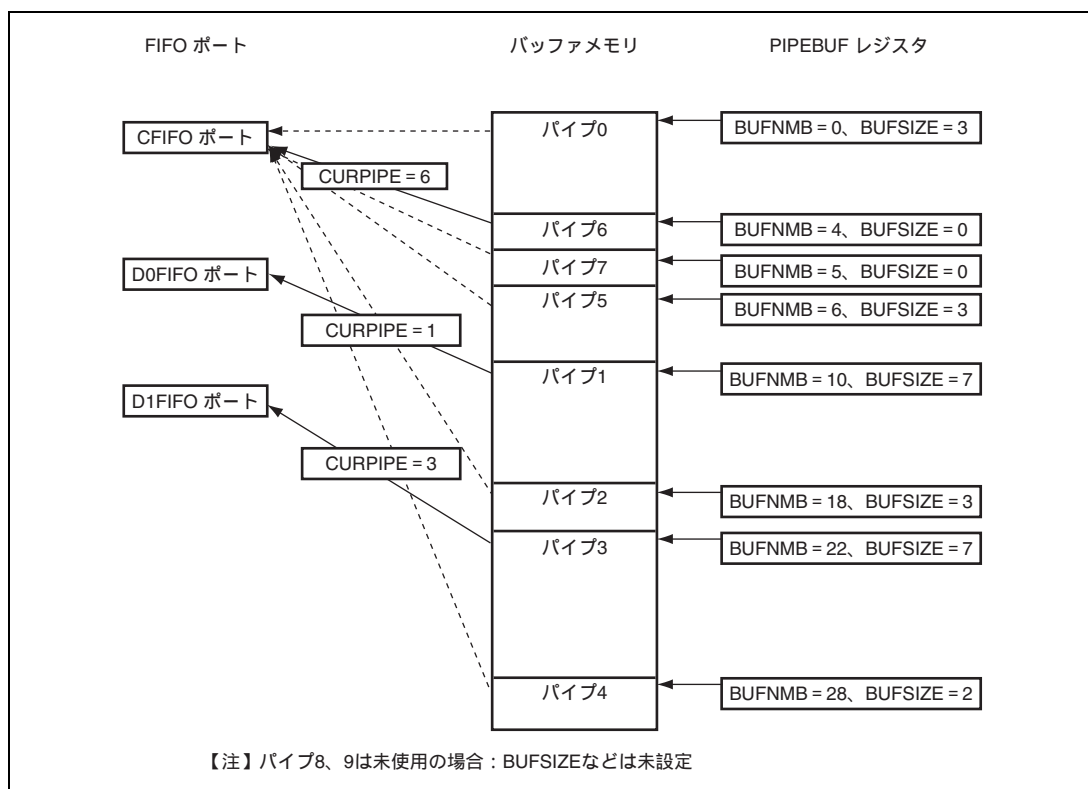 FIFO ポート
バッファメモリ
PIPEBUF レジスタ
CFIFO ポート
パイプ0
BUFNMB = 0、BUFSIZE = 3
CURPIPE = 6
パイプ6
BUFNMB = 4、BUFSIZE = 0
D0FIFO ポート
パイプ7
BUFNMB = 5、BUFSIZE = 0
パイプ5
BUFNMB = 6、BUFSIZE = 3
CURPIPE = 1
パイプ1
BUFNMB = 10、BUFSIZE = 7
D1FIFO ポート
CURPIPE = 3
パイプ2
BUFNMB = 18、BUFSIZE = 3
パイプ3
BUFNMB = 22、BUFSIZE = 7
パイプ4
BUFNMB = 28、BUFSIZE = 2
【注】パイプ8、9は未使用の場合：BUFSIZEなどは未設定